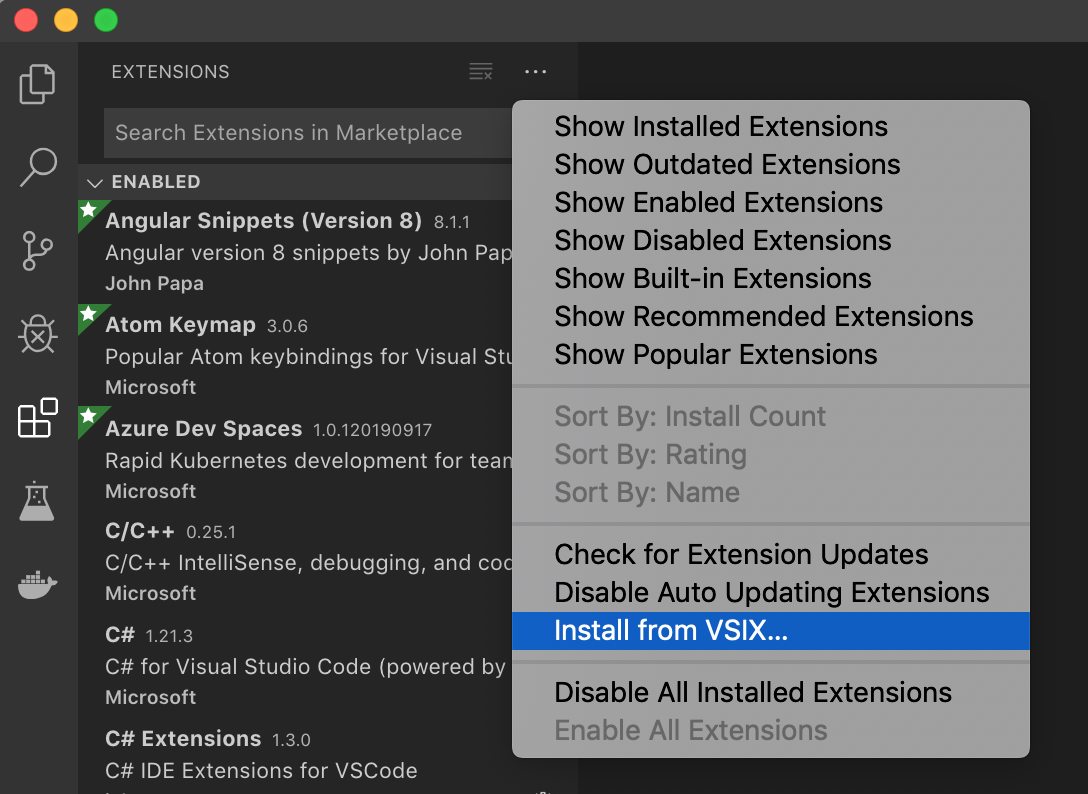 EXTENSIONS
Search Extensions in Marketplace
ENABLED
Angular Snippets (Version 8) 8.1.1
Angular version 8 snippets by John Pap
John Papa
Atom Keymap 3.0.6
Popular Atom keybindings for Visual Stu
Microsoft
Azure Dev Spaces 1.0.120190917
Rapid Kubernetes development for team
Microsoft
C/C++ 0.25.1
C/C++ IntelliSense, debugging, and cod
Microsoft
C# 1.21.3
C# for Visual Studio Code (powered by
Microsoft
C# Extensions 1.3.0
C# IDE Extensions for VSCode
Show Installed Extensions
Show Outdated Extensions
Show Enabled Extensions
Show Disabled Extensions
Show Built-in Extensions
Show Recommended Extensions
Show Popular Extensions
Sort By: Install Count
Sort By: Rating
Sort By: Name
Check for Extension Updates
Disable Auto Updating Extensions
Install from VSIX...
Disable All Installed Extensions
Enable All Extensions